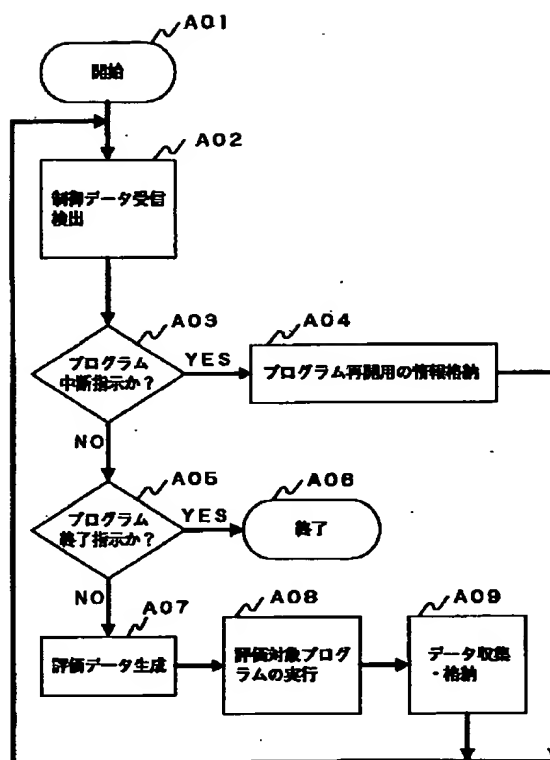 A01
開始
A02
制御データ受信
検出
A03
プログラム
中断指示か?
YES
A04
プログラム再開用の情報格納
NO
A05
プログラム
終了指示か?
YES
A06
終了
NO
A07
評価データ生成
A08
評価対象プログ
ラムの実行
A09
データ収集
・格納